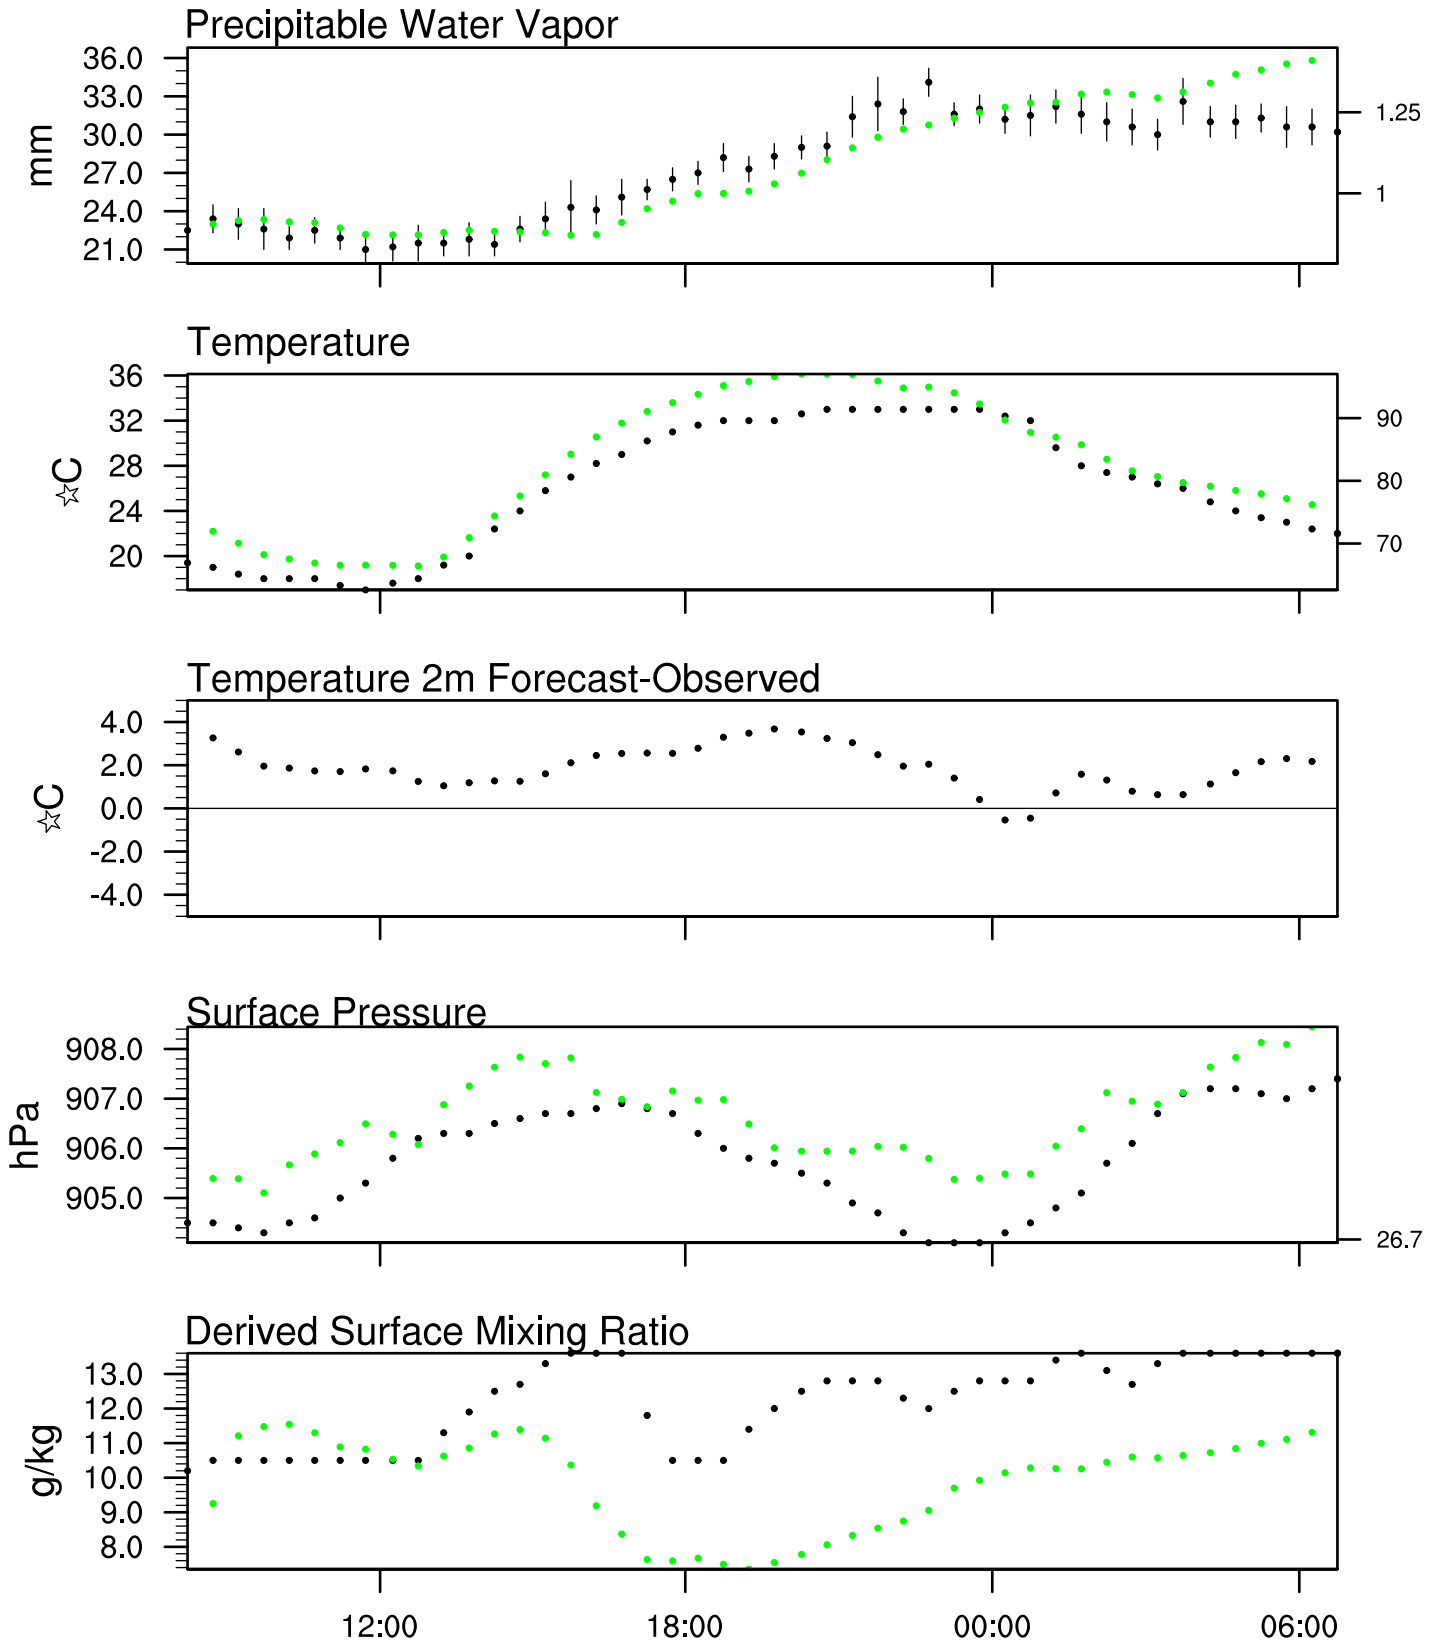 Precipitable Water Vapor
36.0
33.0
30.0
27.0
24.0
21.0
mm
1.25
1
Temperature
36
32
28
24
20
☆C
90
80
70
Temperature 2m Forecast-Observed
4.0
2.0
0.0
-2.0
-4.0
☆C
Surface Pressure
908.0
907.0
906.0
905.0
hPa
26.7
Derived Surface Mixing Ratio
13.0
12.0
11.0
10.0
9.0
8.0
g/kg
12:00 18:00 00:00 06:00